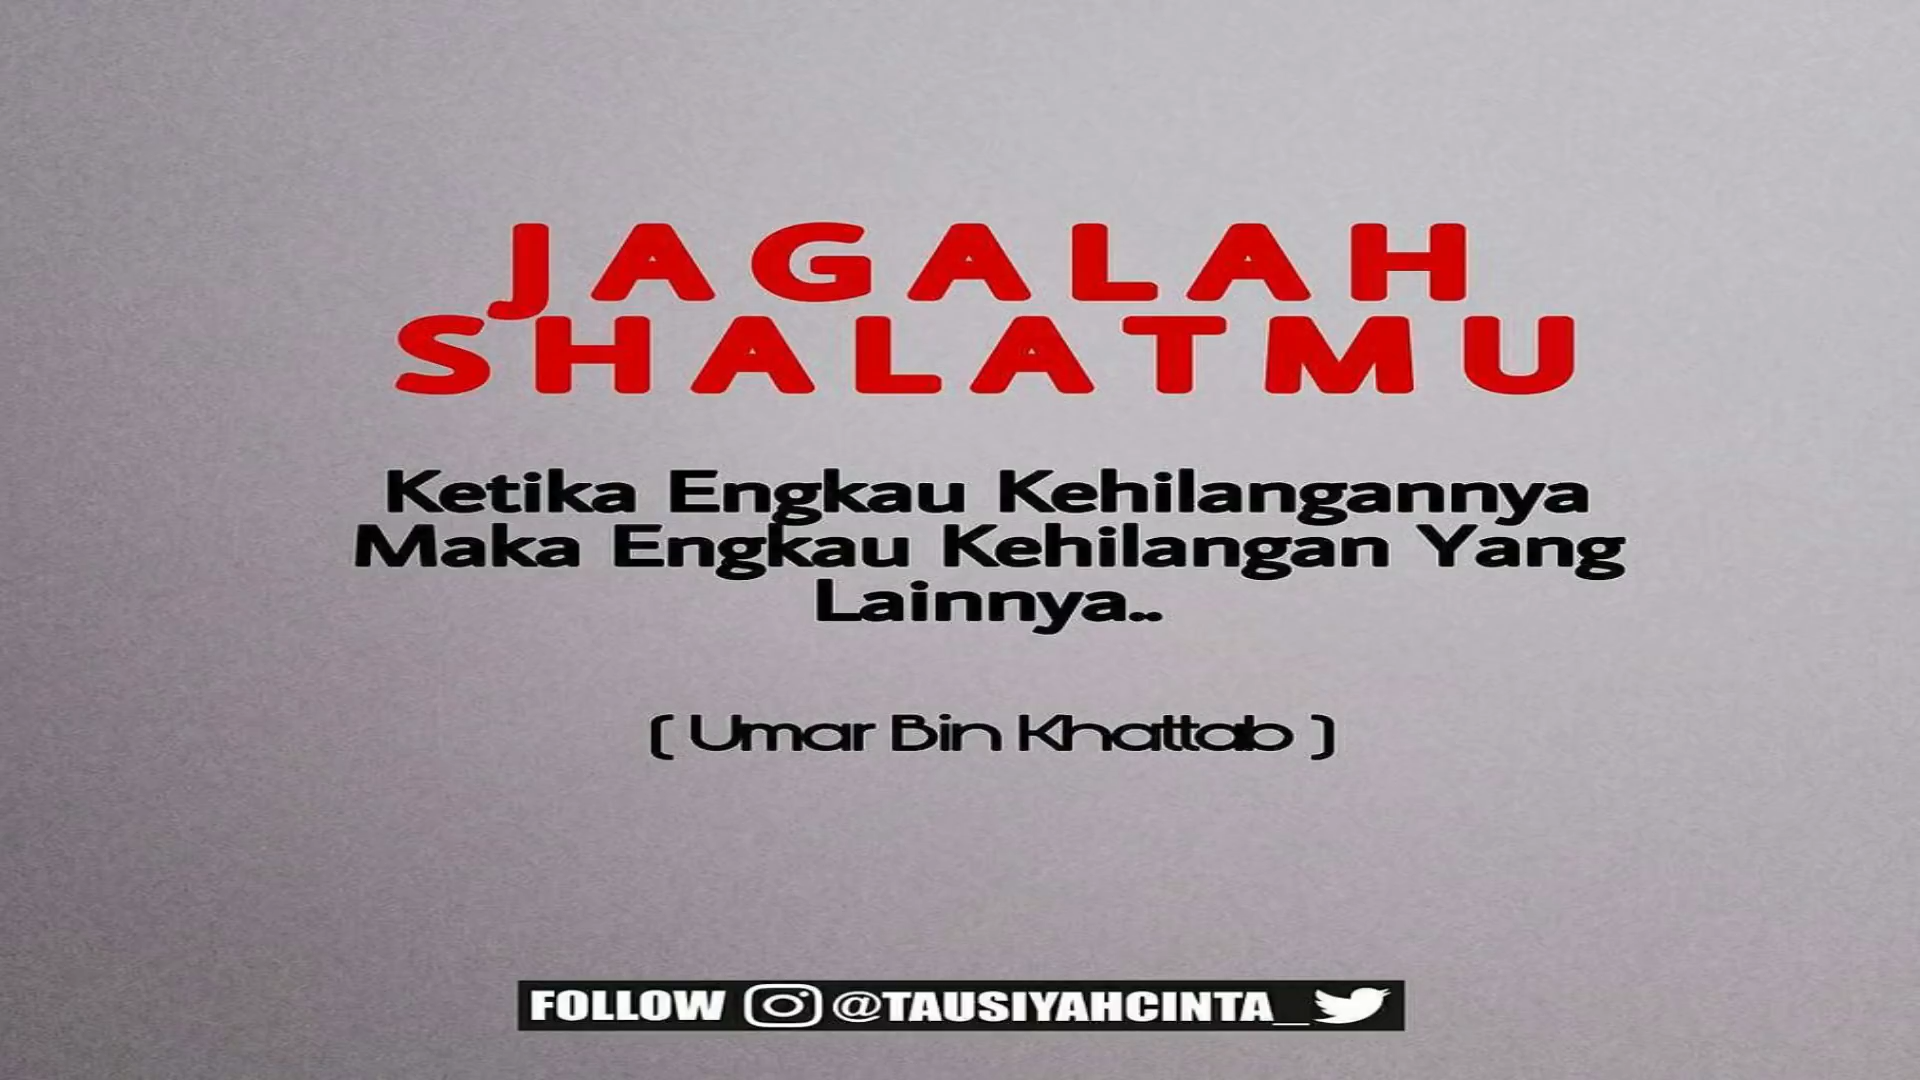 JAGALAH
SHALATMU
Ketika Engkau Kehilangannya
Maka Engkau Kehilangan Yang
Lainnya..
( Umar Bin Khattab )
FOLLOW @TAUSIYAHCINTA_